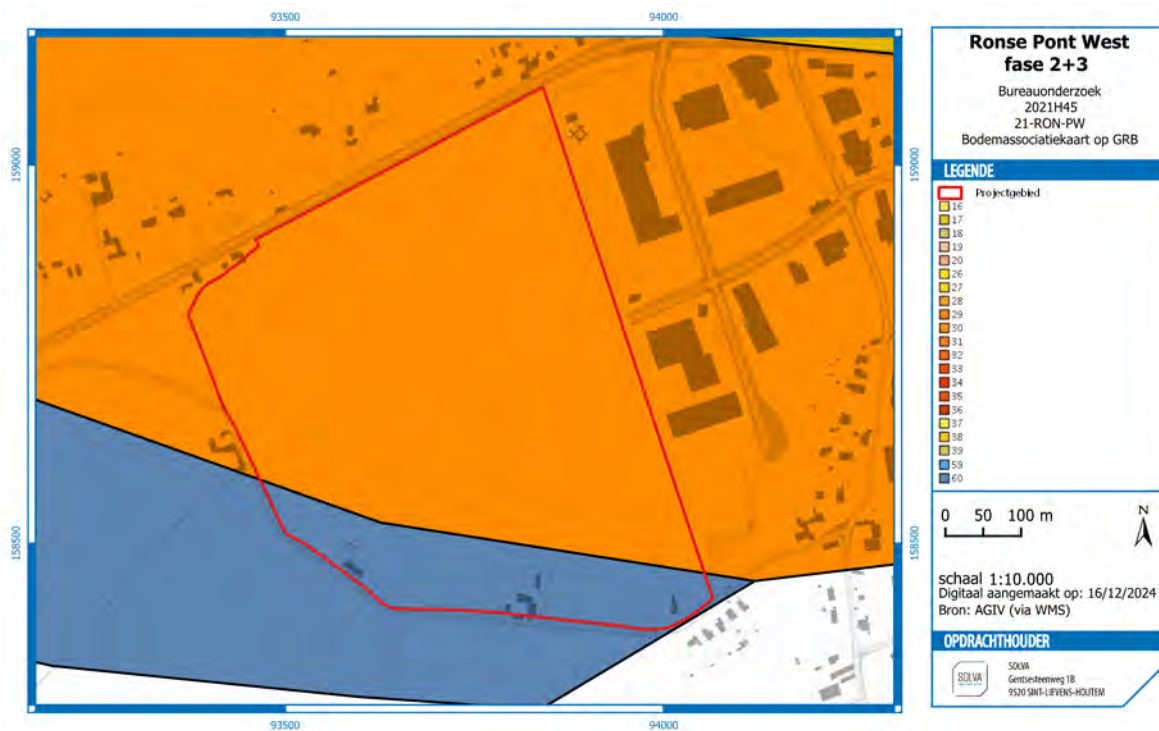 93500
94000
159000
159000
158500
158500
93500
94000
Ronse Pont West
fase 2+3
Bureauonderzoek
2021H45
21-RON-PW
Bodemassociatiekaart op GRB
LEGENDE
Projectgebied
16
17
18
19
20
26
27
28
29
30
31
32
33
34
35
36
37
38
39
59
60
0 50 100 m
N
schaal 1:10.000
Digitaal aangemaakt op: 16/12/2024
Bron: AGIV (via WMS)
OPDRACHTHOUDER
SOLVA
SOLVA
Gentsesteenweg 1B
9520 SINT-LIEVENS-HOUTEM